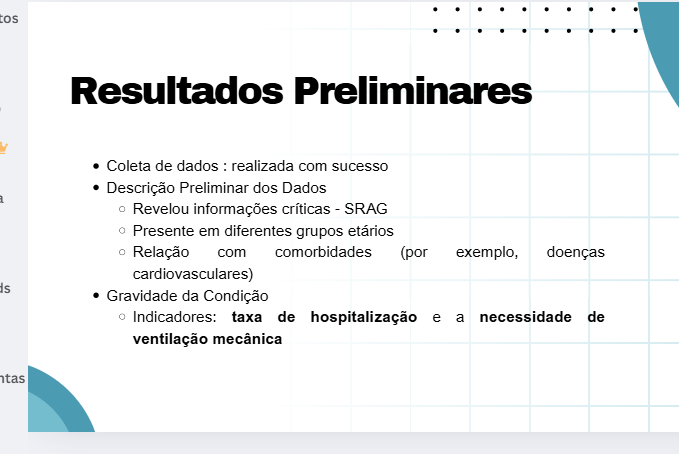 tos
Resultados Preliminares
a
ds
ntas
• Coleta de dados : realizada com sucesso
• Descrição Preliminar dos Dados
○ Revelou informações críticas - SRAG
○ Presente em diferentes grupos etários
○ Relação com comorbidades (por exemplo, doenças
cardiovasculares)
• Gravidade da Condição
○ Indicadores: taxa de hospitalização e a necessidade de
ventilação mecânica